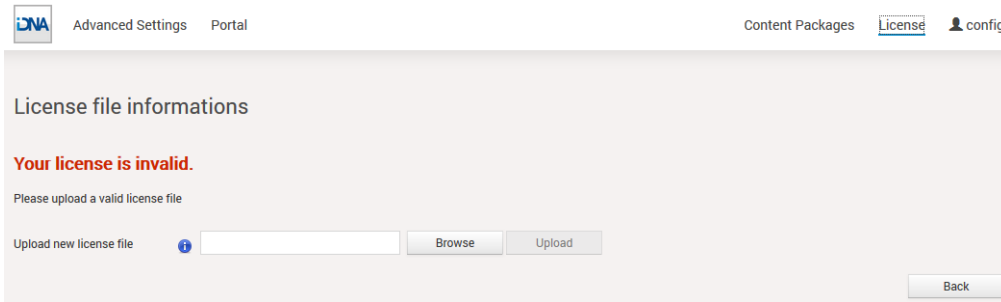 iDNA Advanced Settings Portal Content Packages License config
License file informations
Your license is invalid.
Please upload a valid license file
Upload new license file i Browse Upload
Back